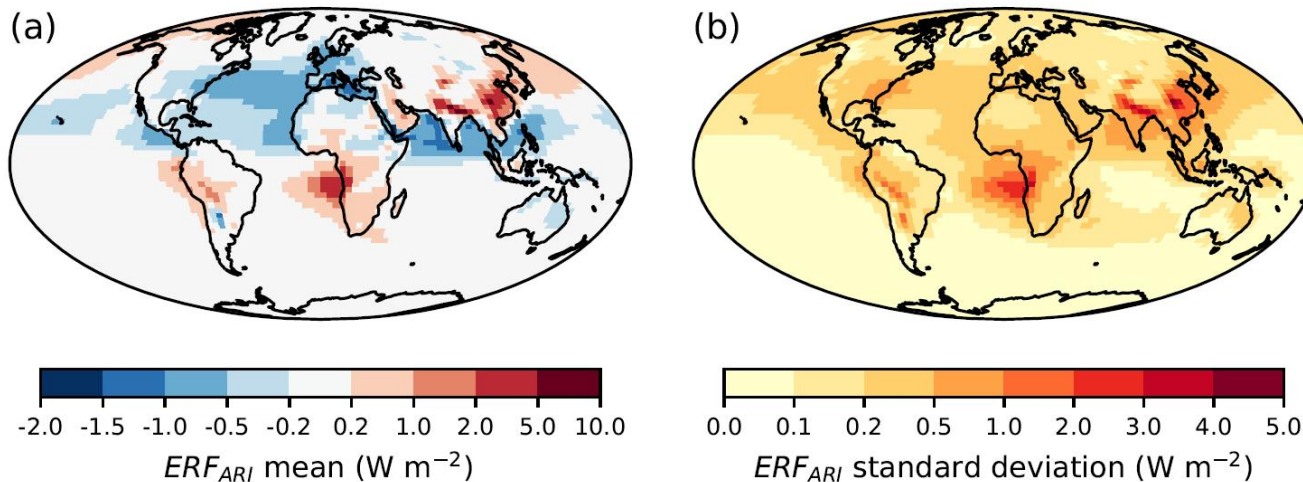 (a)
(b)
-2.0 -1.5 -1.0 -0.5 -0.2 0.2 1.0 2.0 5.0 10.0
0.0 0.1 0.2 0.5 1.0 2.0 3.0 4.0 5.0
ERF_ARI mean (W m⁻²)
ERF_ARI standard deviation (W m⁻²)